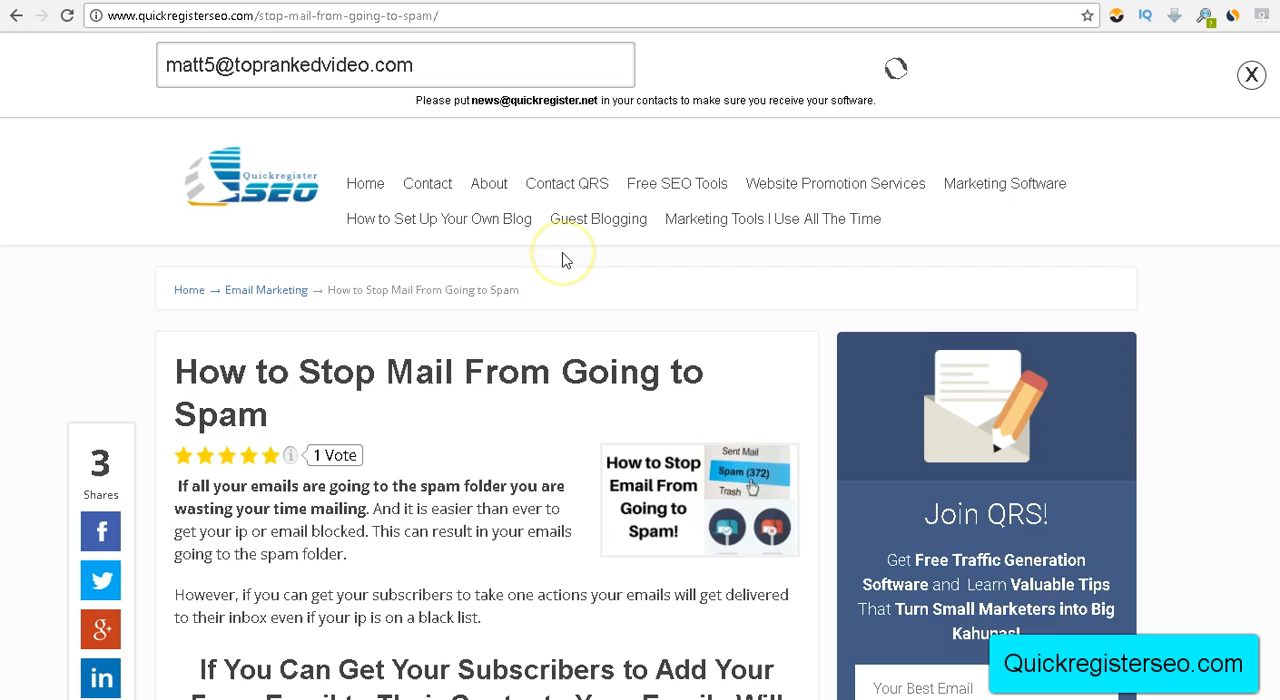 www.quickregisterseo.com/stop-mail-from-going-to-spam/
IQ
?
matt5@toprankedvideo.com
X
Please put news@quickregister.net in your contacts to make sure you receive your software.
Quickregister
SEO
Home Contact About Contact QRS Free SEO Tools Website Promotion Services Marketing Software
How to Set Up Your Own Blog Guest Blogging Marketing Tools I Use All The Time
Home → Email Marketing → How to Stop Mail From Going to Spam
How to Stop Mail From Going to
Spam
1 Vote
If all your emails are going to the spam folder you are
wasting your time mailing. And it is easier than ever to
get your ip or email blocked. This can result in your emails
going to the spam folder.
How to Stop
Email From
Going to
Spam!
Sent Mail
Spam (372)
Trash
However, if you can get your subscribers to take one actions your emails will get delivered
to their inbox even if your ip is on a black list.
If You Can Get Your Subscribers to Add Your
From Email to Their Contacts Your Emails Will
3
Shares
f
g+
in
Join QRS!
Get Free Traffic Generation
Software and Learn Valuable Tips
That Turn Small Marketers into Big
Kahunas!
Your Best Email
Quickregisterseo.com